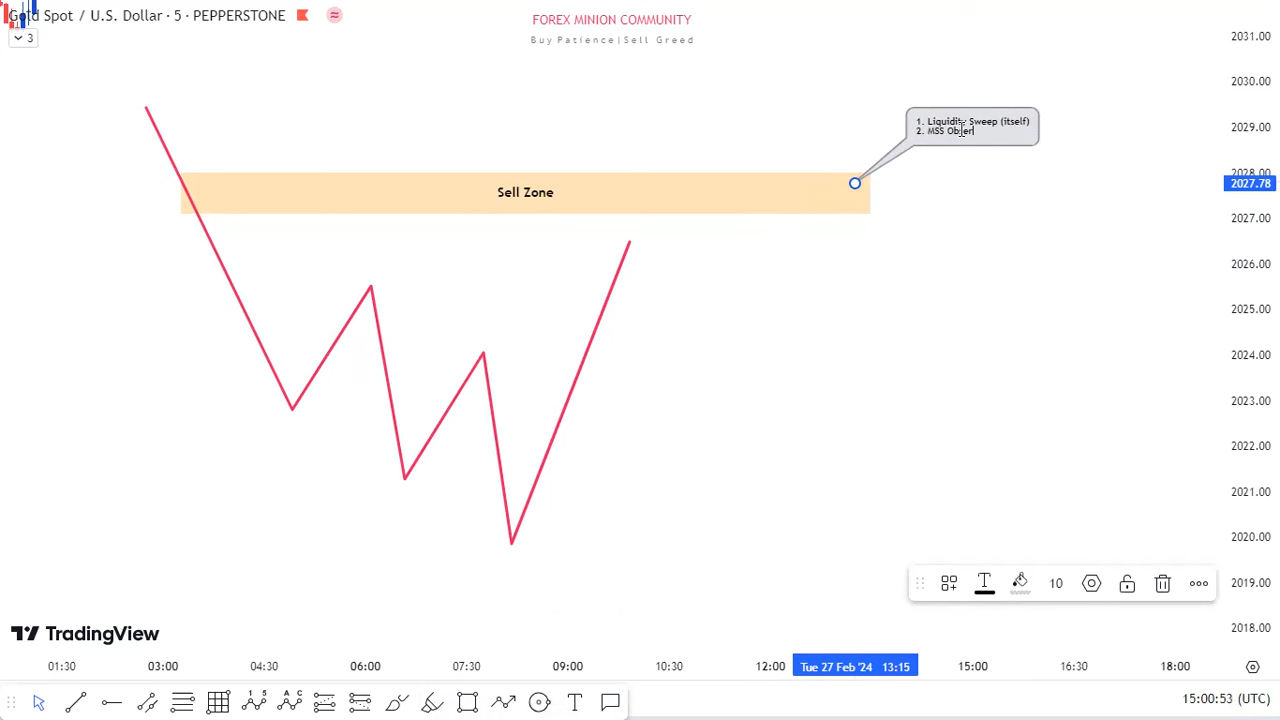 Gold Spot / U.S. Dollar · 5 · PEPPERSTONE
3
FOREX MINION COMMUNITY
Buy Patience|Sell Greed
1. Liquidity Sweep (itself)
2. MSS Obser
Sell Zone
2031.00
2030.00
2029.00
2028.00
2027.78
2027.00
2026.00
2025.00
2024.00
2023.00
2022.00
2021.00
2020.00
2019.00
2018.00
10
TradingView
01:30 03:00 04:30 06:00 07:30 09:00 10:30 12:00 Tue 27 Feb '24 13:15 15:00 16:30 18:00
15:00:53 (UTC)